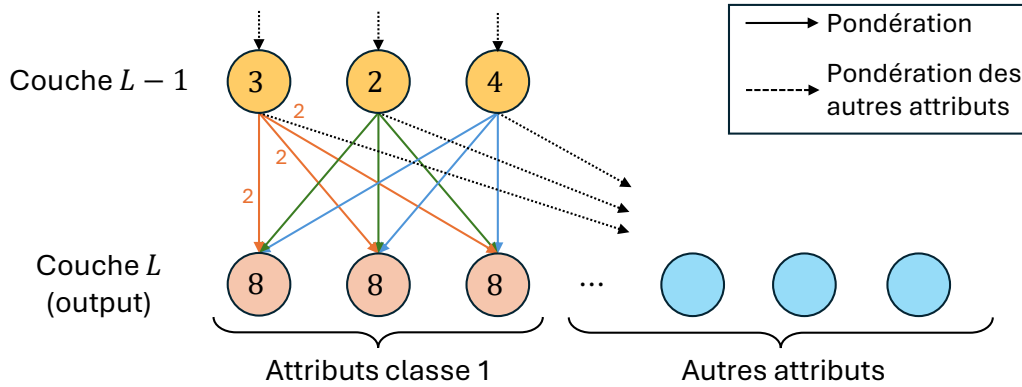 Pondération
Pondération des
autres attributs
Couche L − 1
3
2
4
2
2
2
Couche L
(output)
8
8
8
...
Attributs classe 1
Autres attributs